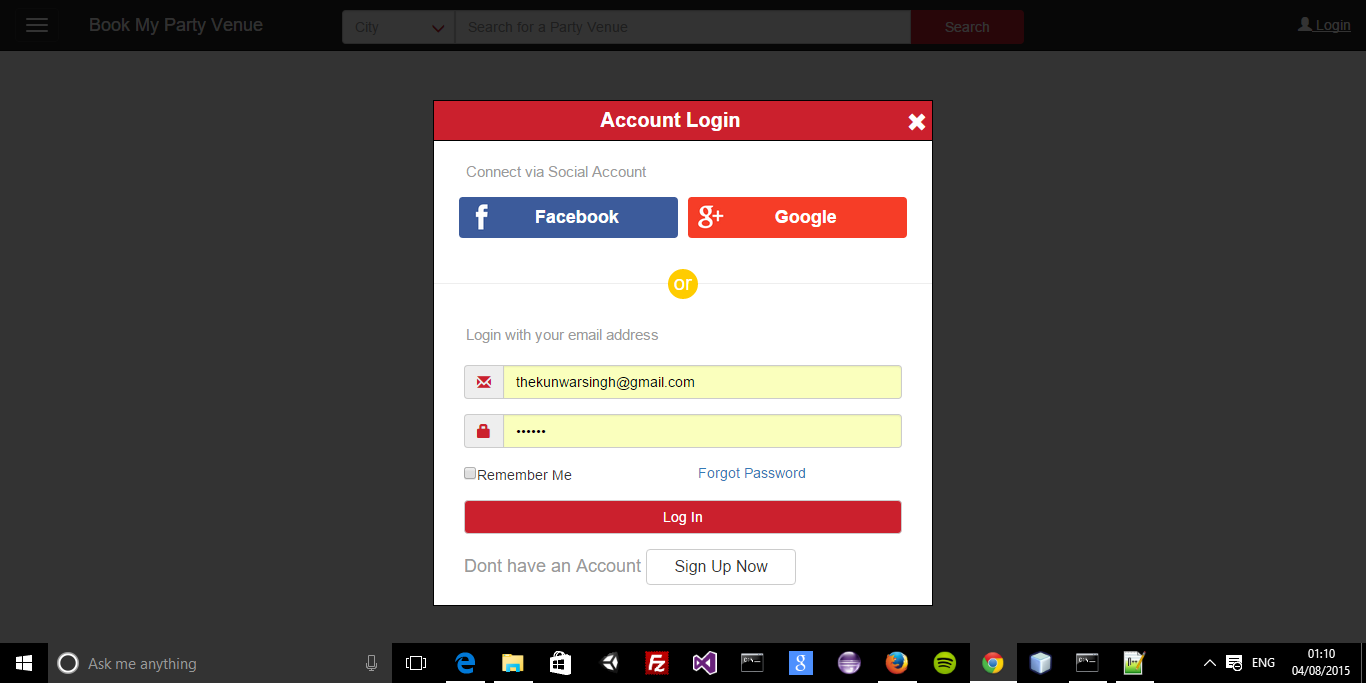 Book My Party Venue
City
Search for a Party Venue
Search
Login
Account Login
Connect via Social Account
f Facebook
g+ Google
or
Login with your email address
thekunwarsingh@gmail.com
••••••
Remember Me
Forgot Password
Log In
Dont have an Account
Sign Up Now
Ask me anything
ENG
01:10
04/08/2015